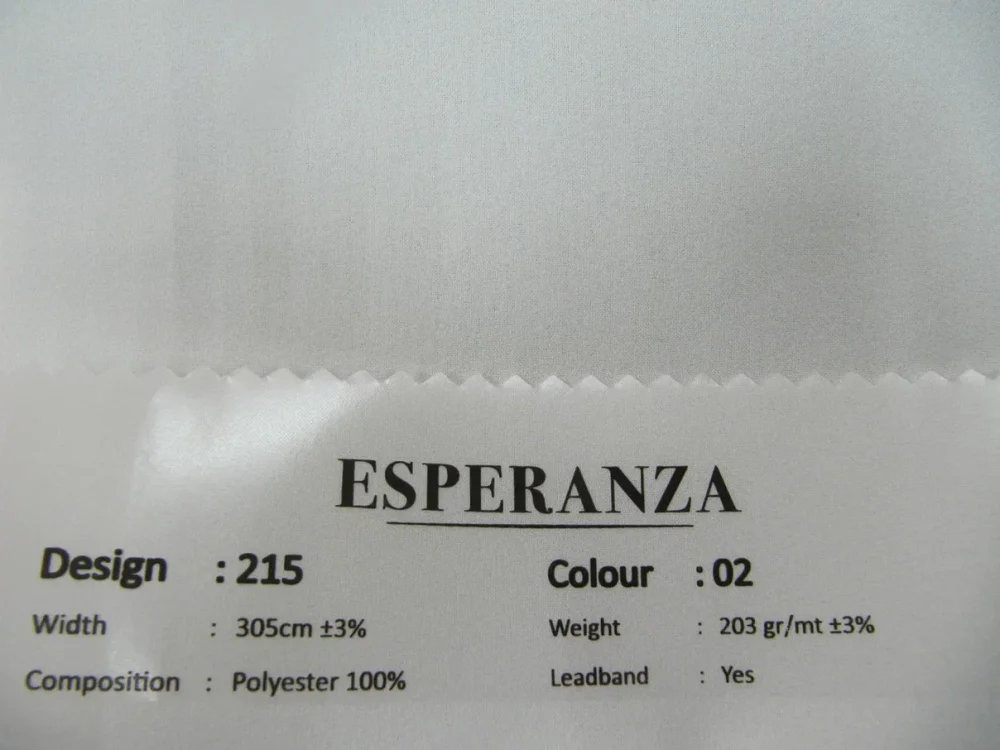 ESPERANZA
Design : 215 Colour : 02
Width : 305cm ±3% Weight : 203 gr/mt ±3%
Composition : Polyester 100% Leadband : Yes